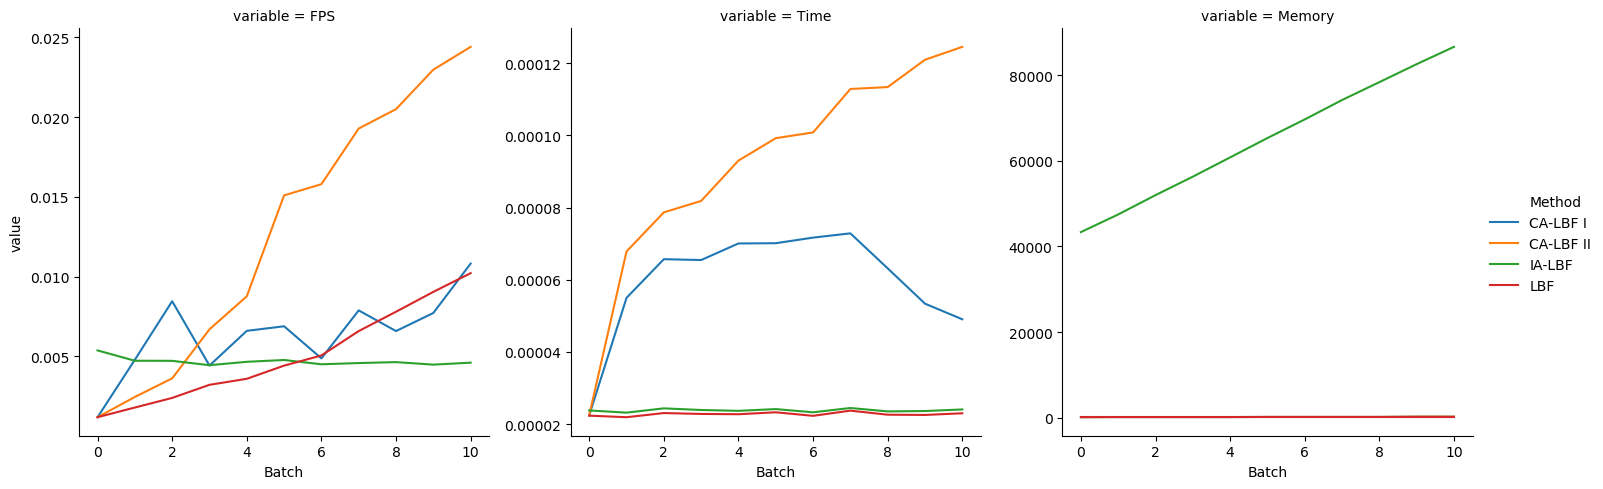 variable = FPS
value
0.025
0.020
0.015
0.010
0.005
0 2 4 6 8 10
Batch
variable = Time
0.00012
0.00010
0.00008
0.00006
0.00004
0.00002
0 2 4 6 8 10
Batch
variable = Memory
80000
60000
40000
20000
0
0 2 4 6 8 10
Batch
Method
CA-LBF I
CA-LBF II
IA-LBF
LBF